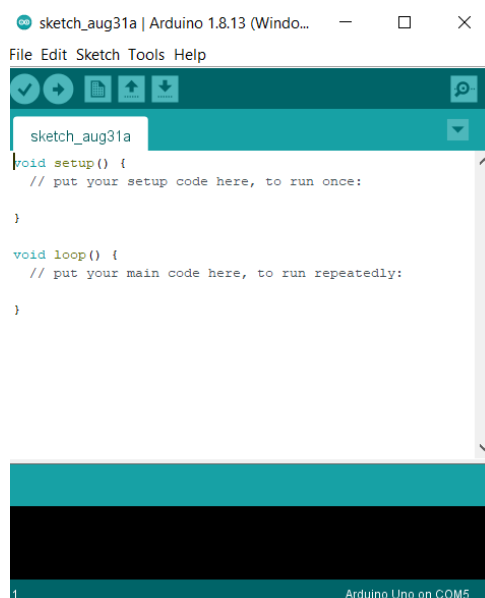 sketch_aug31a | Arduino 1.8.13 (Windo...
File Edit Sketch Tools Help
sketch_aug31a
void setup() {
  // put your setup code here, to run once:
}
void loop() {
  // put your main code here, to run repeatedly:
}
1
Arduino Uno on COM5